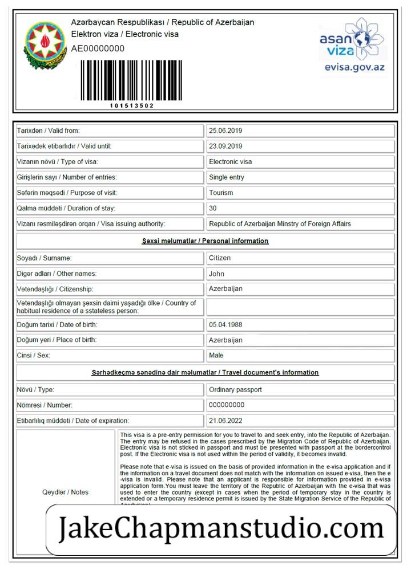 Azərbaycan Respublikası / Republic of Azerbaijan
Elektron viza / Electronic visa
AE00000000
101513502
asan
viza
evisa.gov.az
Tarixdən / Valid from: 25.06.2019
Tarixədək etibarlıdır / Valid until: 23.09.2019
Vizanın növü / Type of visa: Electronic visa
Girişlərin sayı / Number of entries: Single entry
Səfərin məqsədi / Purpose of visit: Tourism
Qalma müddəti / Duration of stay: 30
Vizanı rəsmiləşdirən orqan / Visa issuing authority: Republic of Azerbaijan Minstry of Foreign Affairs
Şəxsi məlumatlar / Personal information
Soyadı / Surname: Citizen
Digər adları / Other names: John
Vətəndaşlığı / Citizenship: Azerbaijan
Vətəndaşlığı olmayan şəxsin daimi yaşadığı ölkə / Country of
habitual residence of a sstateless person:
Doğum tarixi / Date of birth: 05.04.1988
Doğum yeri / Place of birth: Azerbaijan
Cinsi / Sex: Male
Sərhədkeçmə sənədinə dair məlumatlar / Travel document's information
Növü / Type: Ordinary passport
Nömrəsi / Number: 000000000
Etibarlılıq müddəti / Date of expiration: 21.06.2022
Qeydlər / Notes
This visa is a pre-entry permission for you to travel to and seek entry, into the Republic of Azerbaijan.
The entry may be refused in the cases prescribed by the Migration Code of Republic of Azerbaijan.
Electronic visa is not sticked in passport and must be presented with passport at the bordercontrol
post. If the Electronic visa is not used within the period of validity, it becomes invalid.
Please note that e-visa is issued on the basis of provided information in the e-visa application and if
the information on a travel document does not match with the information on issued e-visa, then the e
-visa is invalid. Please note that an applicant is responsible for information provided in e-visa
application form.You must leave the territory of the Republic of Azerbaijan with the e-visa that was
used to enter the country (except in cases when the period of temporary stay in the country is
extended or a temporary residence permit is issued by the State Migration Service of the Republic of
JakeChapmanstudio.com